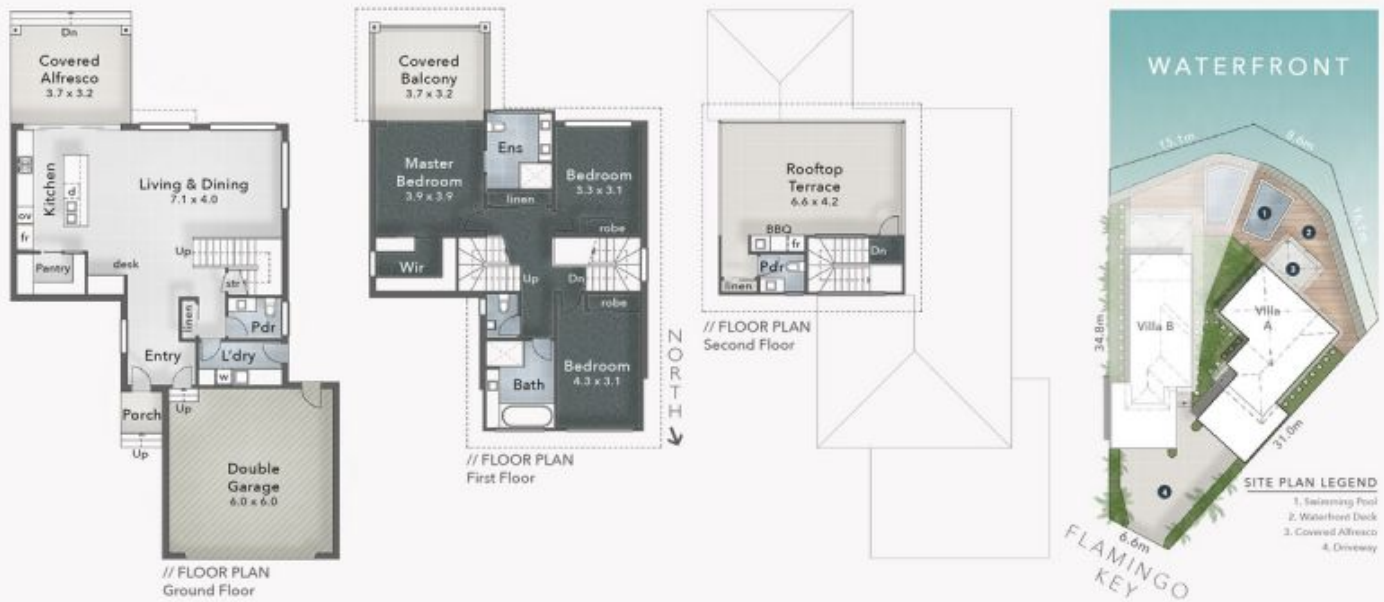 Dn
Covered
Alfresco
3.7 x 3.2
Kitchen
d
ov
fr
Pantry
Living & Dining
7.1 x 4.0
Up
desk
str
linen
Pdr
Entry
L'dry
w
Up
Porch
Up
Double
Garage
6.0 x 6.0
// FLOOR PLAN
Ground Floor
Covered
Balcony
3.7 x 3.2
Master
Bedroom
3.9 x 3.9
Ens
linen
Bedroom
3.3 x 3.1
robe
Wir
Up
Dn
robe
Bath
Bedroom
4.3 x 3.1
// FLOOR PLAN
First Floor
NORTH
Rooftop
Terrace
6.6 x 4.2
BBQ
fr
Dn
Pdr
linen
// FLOOR PLAN
Second Floor
WATERFRONT
15.1m
8.6m
1
2
3
34.8m
Villa B
Villa
A
31.0m
4
6.6m
FLAMINGO
KEY
SITE PLAN LEGEND
1. Swimming Pool
2. Waterfront Deck
3. Covered Alfresco
4. Driveway